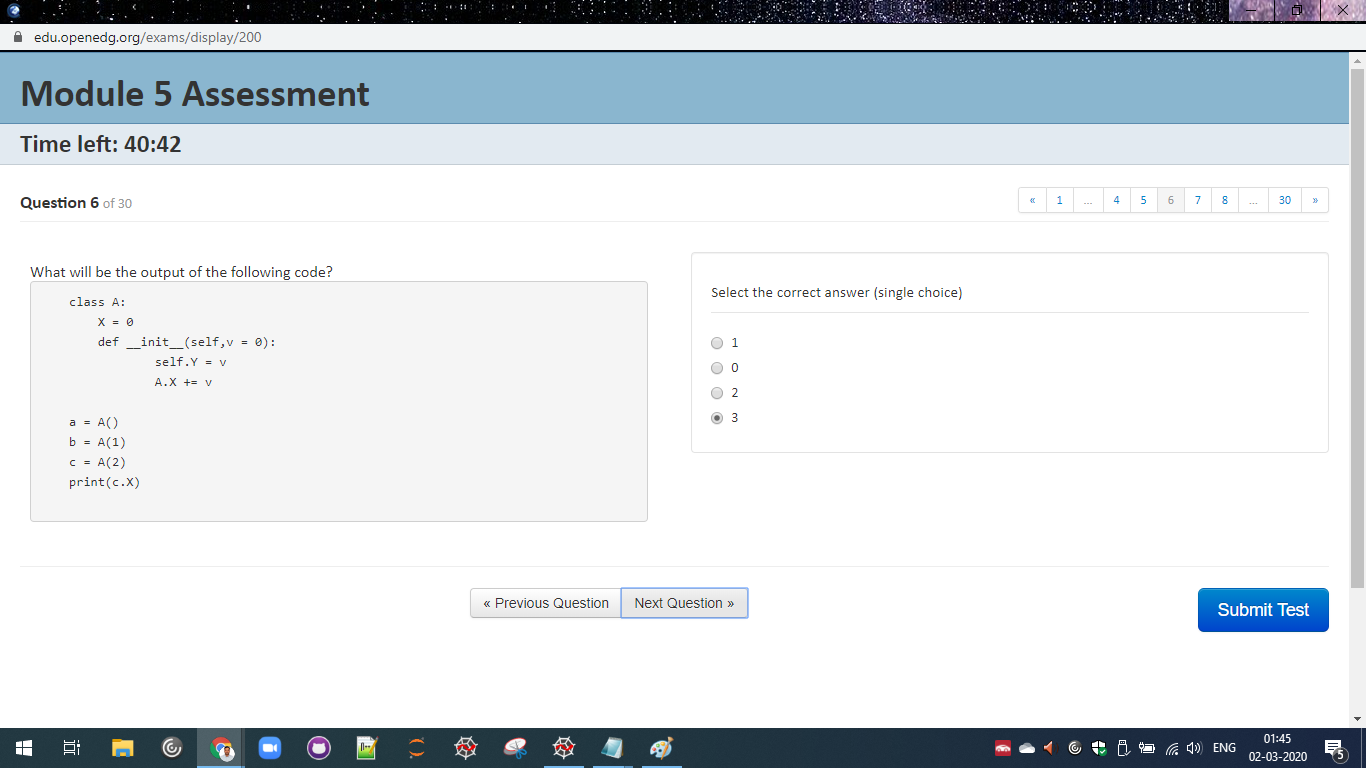 edu.openedg.org/exams/display/200
Module 5 Assessment
Time left: 40:42
Question 6 of 30
« 1 ... 4 5 6 7 8 ... 30 »
What will be the output of the following code?
class A:
    X = 0
    def __init__(self,v = 0):
            self.Y = v
            A.X += v
a = A()
b = A(1)
c = A(2)
print(c.X)
Select the correct answer (single choice)
1
0
2
3
« Previous Question
Next Question »
Submit Test
ENG
01:45
02-03-2020
5